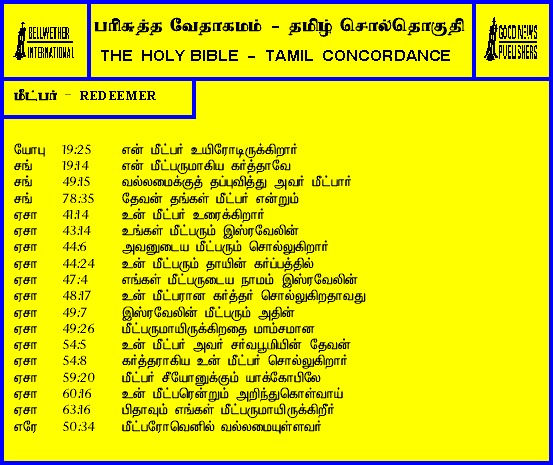 BELLWETHER
INTERNATIONAL
பரிசுத்த வேதாகமம் - தமிழ் சொல்தொகுதி
THE HOLY BIBLE - TAMIL CONCORDANCE
GOOD NEWS
PUBLISHERS
மீட்பர் - REDEEMER
யோபு 19:25 என் மீட்பர் உயிரோடிருக்கிறார்
சங் 19:14 என் மீட்பருமாகிய கர்த்தாவே
சங் 49:15 வல்லமைக்குத் தப்புவித்து அவர் மீட்பார்
சங் 78:35 தேவன் தங்கள் மீட்பர் என்றும்
ஏசா 41:14 உன் மீட்பர் உரைக்கிறார்
ஏசா 43:14 உங்கள் மீட்பரும் இஸ்ரவேலின்
ஏசா 44:6 அவனுடைய மீட்பரும் சொல்லுகிறார்
ஏசா 44:24 உன் மீட்பரும் தாயின் கர்ப்பத்தில்
ஏசா 47:4 எங்கள் மீட்பருடைய நாமம் இஸ்ரவேலின்
ஏசா 48:17 உன் மீட்பரான கர்த்தர் சொல்லுகிறதாவது
ஏசா 49:7 இஸ்ரவேலின் மீட்பரும் அதின்
ஏசா 49:26 மீட்பருமாயிருக்கிறதை மாம்சமான
ஏசா 54:5 உன் மீட்பர் அவர் சர்வபூமியின் தேவன்
ஏசா 54:8 கர்த்தராகிய உன் மீட்பர் சொல்லுகிறார்
ஏசா 59:20 மீட்பர் சீயோனுக்கும் யாக்கோபிலே
ஏசா 60:16 உன் மீட்பரென்றும் அறிந்துகொள்வாய்
ஏசா 63:16 பிதாவும் எங்கள் மீட்பருமாயிருக்கிறீர்
எரே 50:34 மீட்பரோவெனில் வல்லமையுள்ளவர்